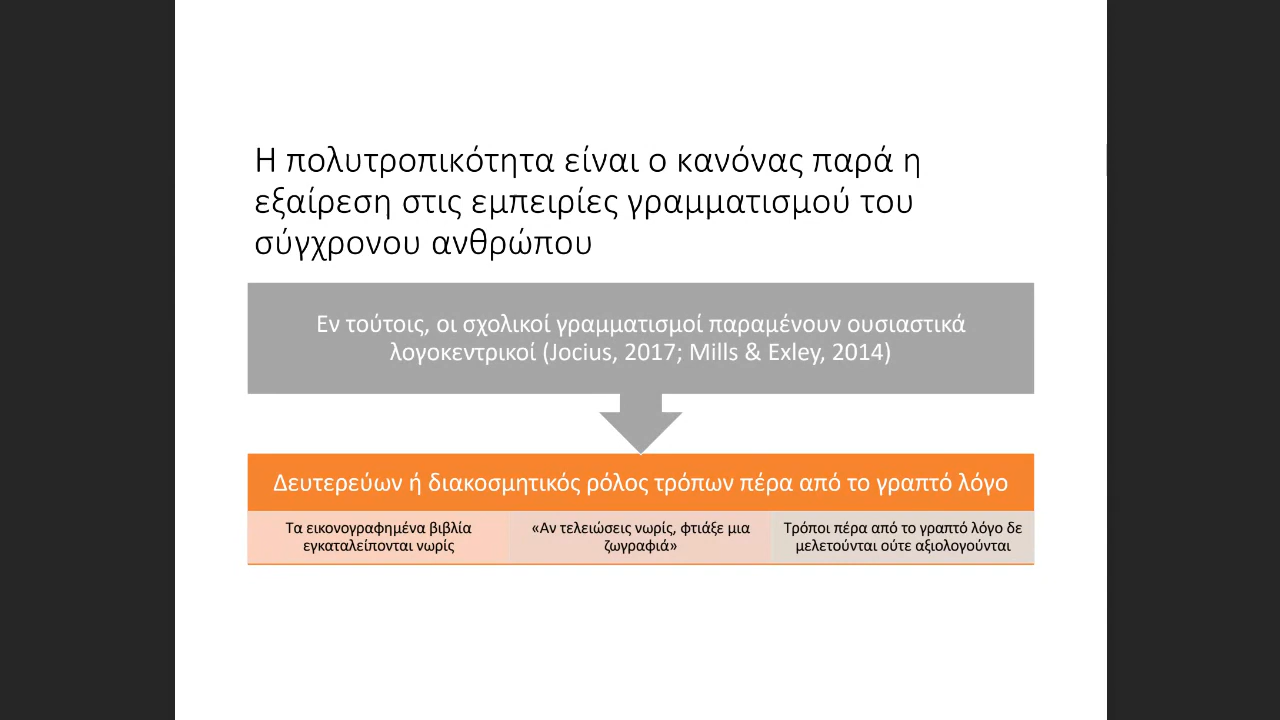 Η πολυτροπικότητα είναι ο κανόνας παρά η
εξαίρεση στις εμπειρίες γραμματισμού του
σύγχρονου ανθρώπου
Εν τούτοις, οι σχολικοί γραμματισμοί παραμένουν ουσιαστικά
λογοκεντρικοί (Jocius, 2017; Mills & Exley, 2014)
Δευτερεύων ή διακοσμητικός ρόλος τρόπων πέρα από το γραπτό λόγο
Τα εικονογραφημένα βιβλία
εγκαταλείπονται νωρίς
«Αν τελειώσεις νωρίς, φτιάξε μια
ζωγραφιά»
Τρόποι πέρα από το γραπτό λόγο δε
μελετούνται ούτε αξιολογούνται